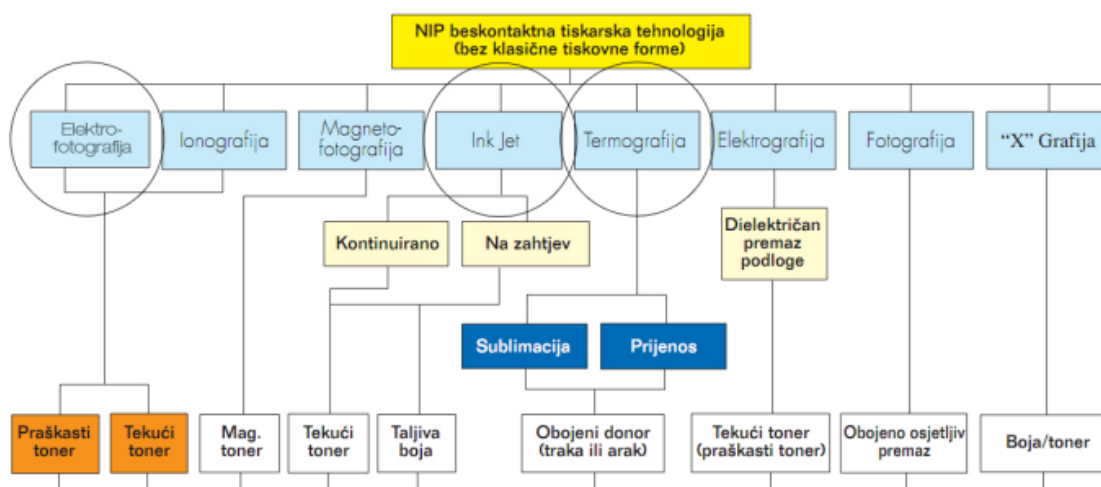 NIP beskontaktna tiskarska tehnologija
(bez klasične tiskovne forme)
Elektro-
fotografija
Ionografija
Magneto-
fotografija
Ink Jet
Termografija
Elektrografija
Fotografija
“X” Grafija
Kontinuirano
Na zahtjev
Dielektričan
premaz
podloge
Sublimacija
Prijenos
Praškasti
toner
Tekući
toner
Mag.
toner
Tekući
toner
Taljiva
boja
Obojeni donor
(traka ili arak)
Tekući toner
(praškasti toner)
Obojeno osjetljiv
premaz
Boja/toner